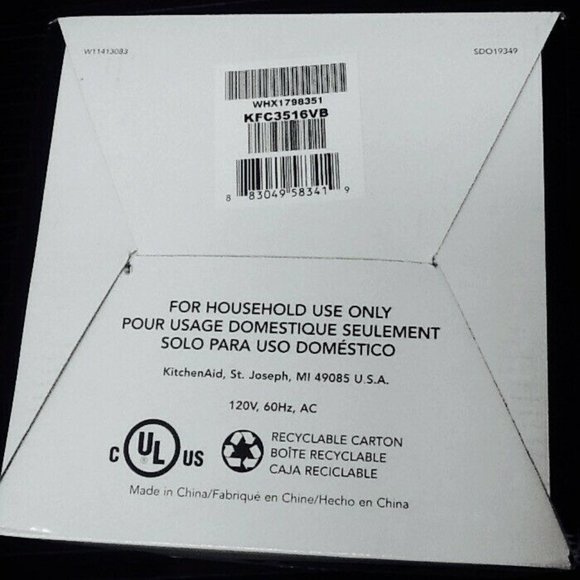 W11413083
SDO19349
WHX1798351
KFC3516VB
8 83049 58341 9
FOR HOUSEHOLD USE ONLY
POUR USAGE DOMESTIQUE SEULEMENT
SOLO PARA USO DOMÉSTICO
KitchenAid, St. Joseph, MI 49085 U.S.A.
120V, 60Hz, AC
C UL® US
RECYCLABLE CARTON
BOÎTE RECYCLABLE
CAJA RECICLABLE
Made in China/Fabriqué en Chine/Hecho en China